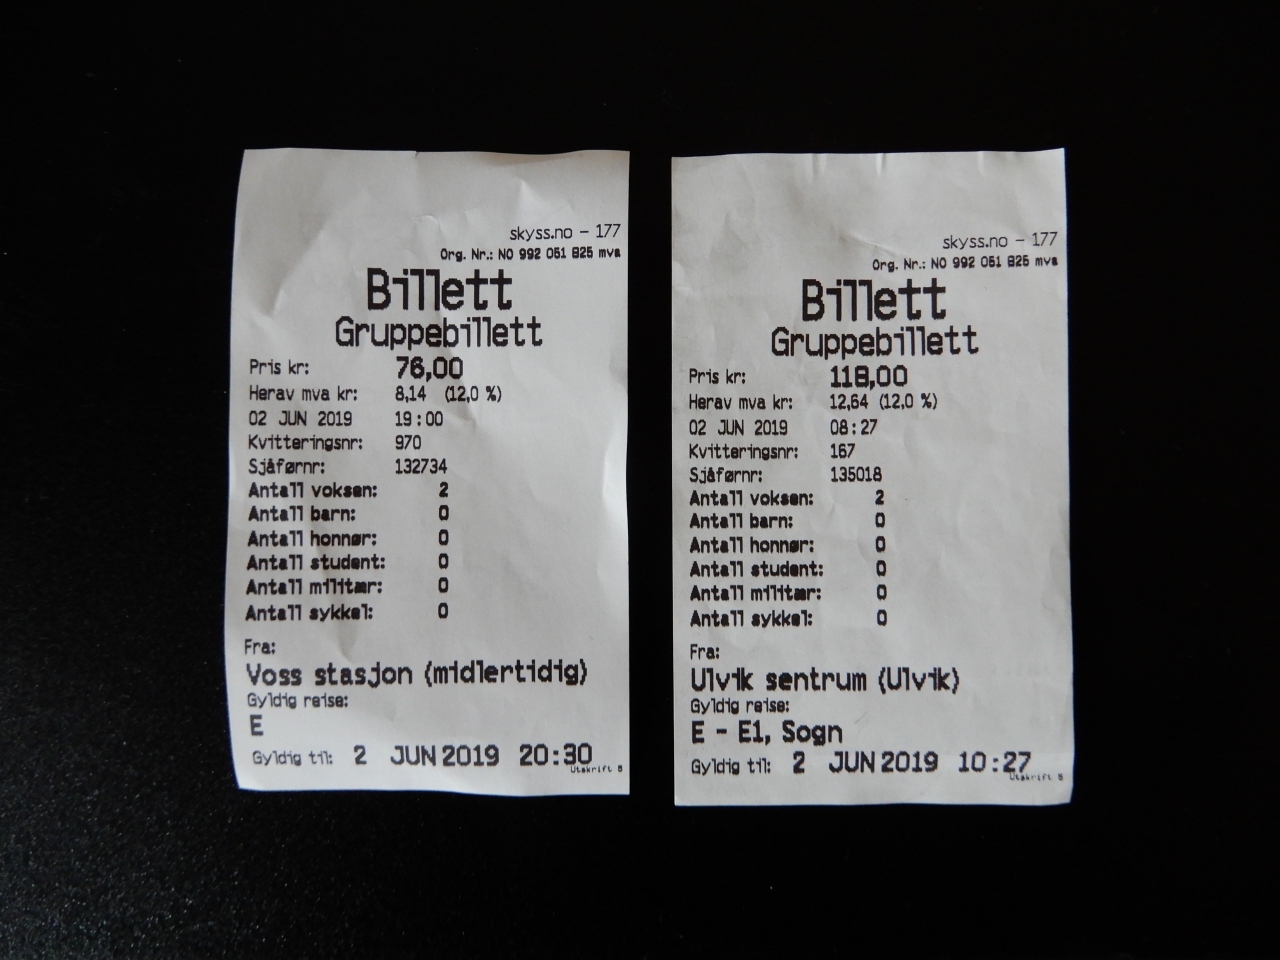 skyss.no - 177
Org. Nr.: NO 992 051 825 mva
Billett
Gruppebillett
Pris kr: 76,00
Herav mva kr: 8,14 (12,0 %)
02 JUN 2019 19:00
Kvitteringsnr: 970
Sjåførnr: 132734
Antall voksen: 2
Antall barn: 0
Antall honnør: 0
Antall student: 0
Antall militær: 0
Antall sykkel: 0
Fra:
Voss stasjon (midlertidig)
Gyldig reise:
E
Gyldig til: 2 JUN 2019 20:30
Utskrift B
skyss.no - 177
Org. Nr.: NO 992 051 825 mva
Billett
Gruppebillett
Pris kr: 118,00
Herav mva kr: 12,64 (12,0 %)
02 JUN 2019 08:27
Kvitteringsnr: 167
Sjåførnr: 135018
Antall voksen: 2
Antall barn: 0
Antall honnør: 0
Antall student: 0
Antall militær: 0
Antall sykkel: 0
Fra:
Ulvik sentrum (Ulvik)
Gyldig reise:
E - E1, Sogn
Gyldig til: 2 JUN 2019 10:27
Utskrift B